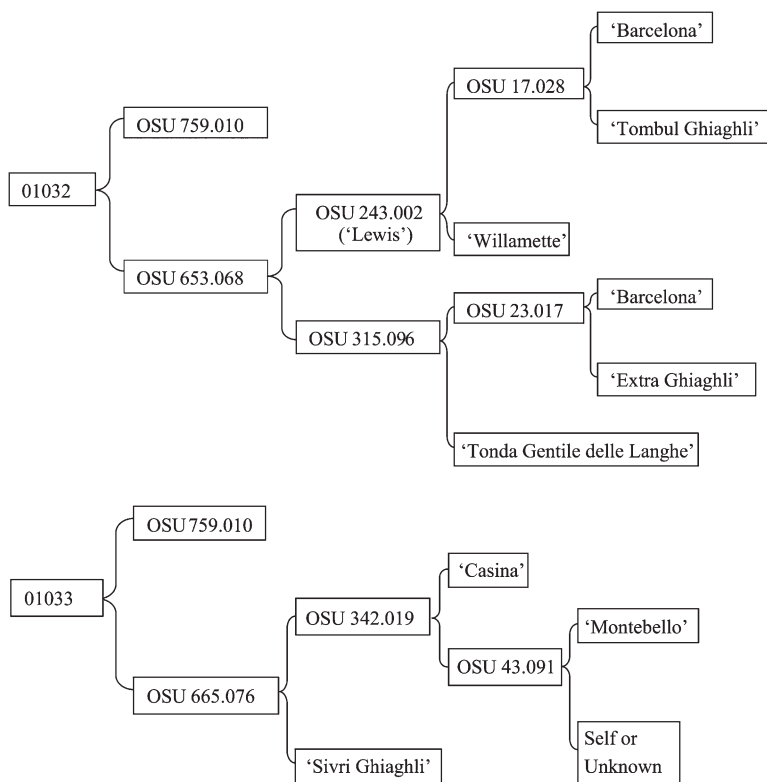 ‘Barcelona’
OSU 17.028
‘Tombul Ghiaghli’
OSU 759.010
01032
OSU 243.002
(‘Lewis’)
‘Willamette’
OSU 653.068
‘Barcelona’
OSU 23.017
OSU 315.096
‘Extra Ghiaghli’
‘Tonda Gentile delle Langhe’
OSU 759.010
‘Casina’
01033
OSU 342.019
‘Montebello’
OSU 43.091
OSU 665.076
Self or
Unknown
‘Sivri Ghiaghli’